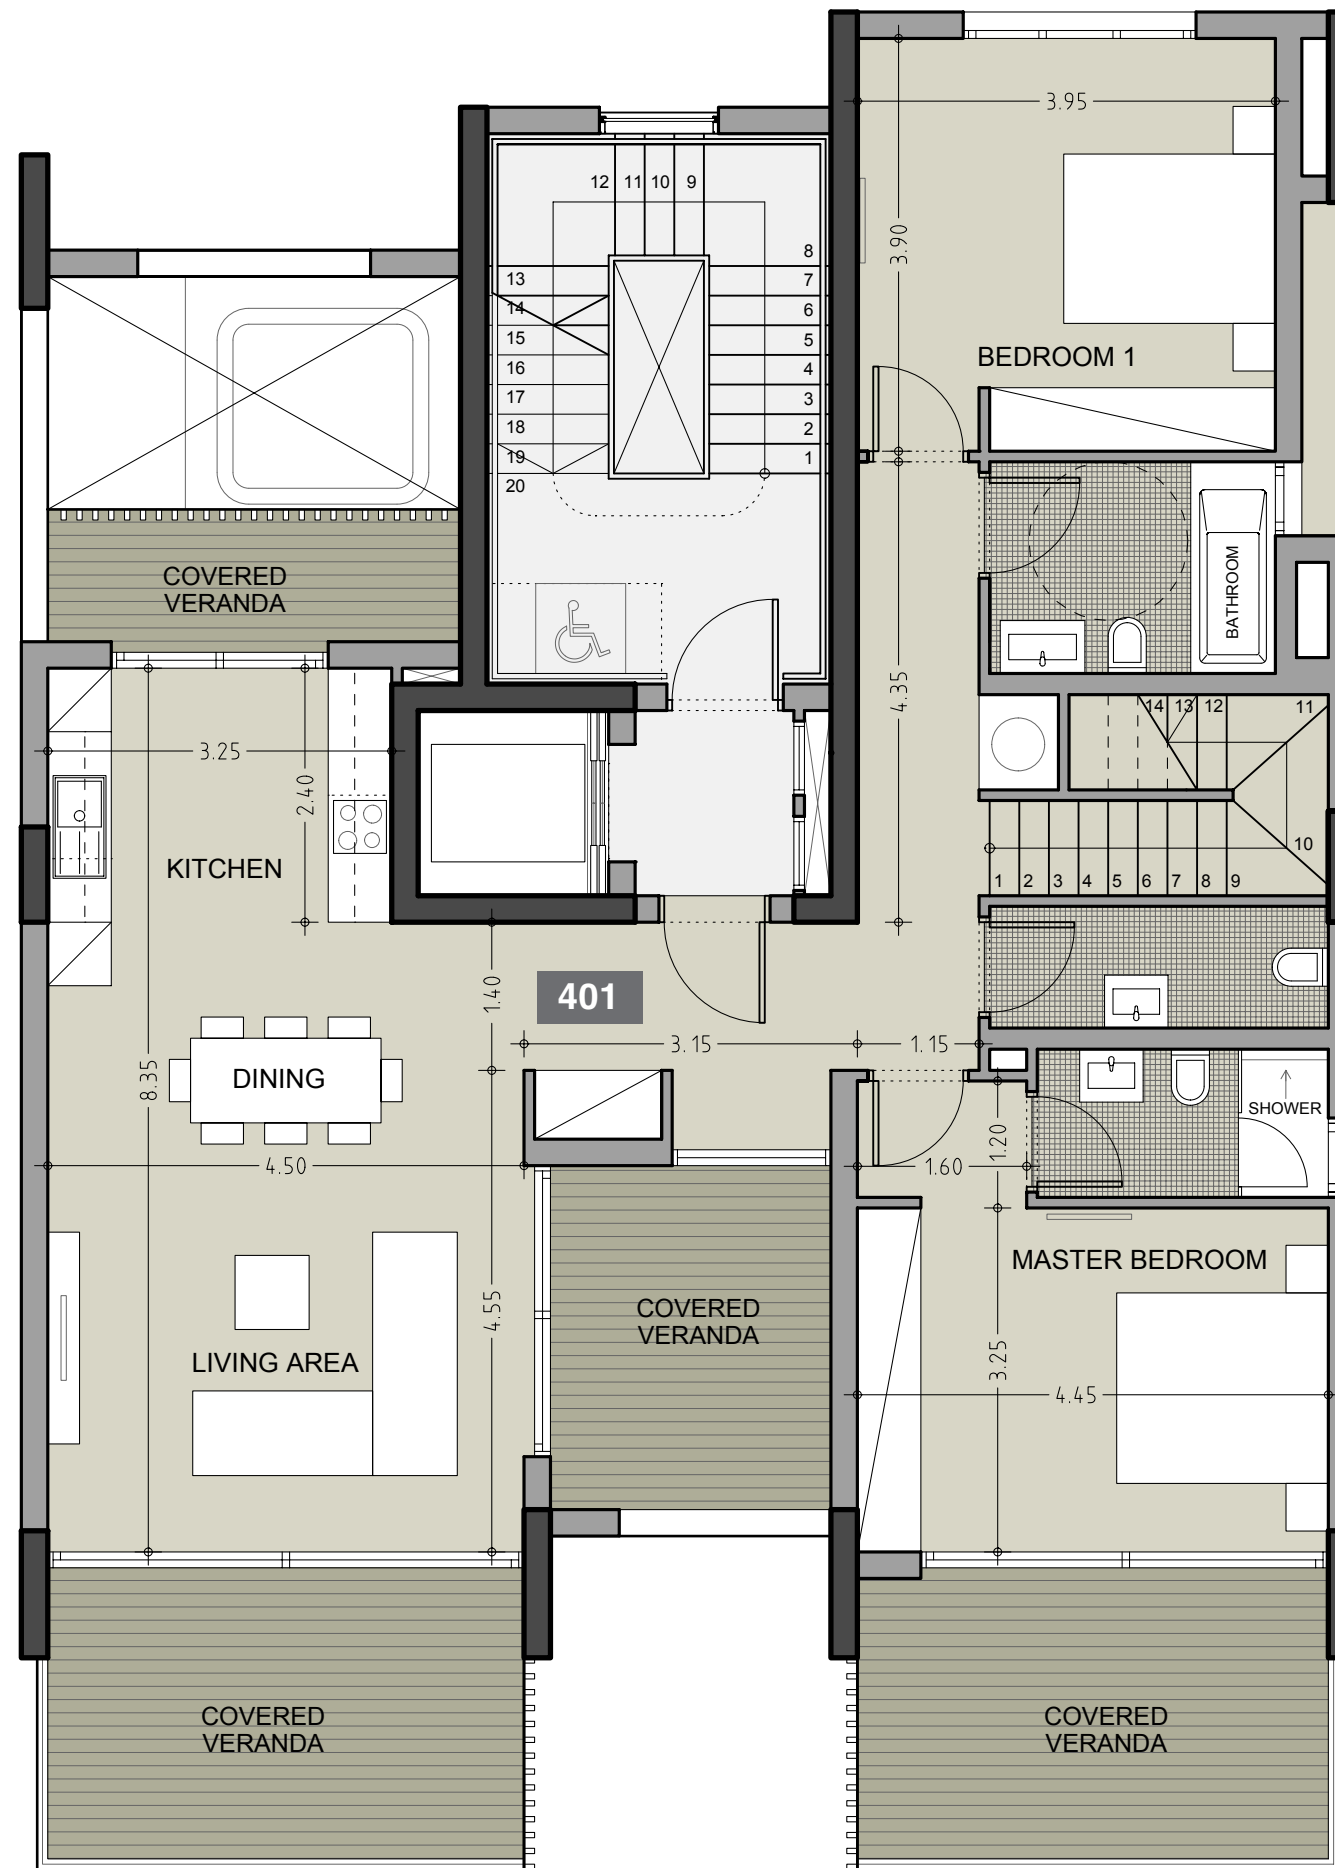 3.95
12 11 10 9
3.90
8
13
7
14
6
15
5
BEDROOM 1
16
4
17
3
18
2
19
1
20
COVERED
VERANDA
BATHROOM
4.35
14 13 12
11
3.25
2.40
KITCHEN
10
1 2 3 4 5 6 7 8 9
1.40
401
3.15
1.15
8.35
DINING
SHOWER
1.20
4.50
1.60
MASTER BEDROOM
4.55
COVERED
VERANDA
LIVING AREA
3.25
4.45
COVERED
VERANDA
COVERED
VERANDA